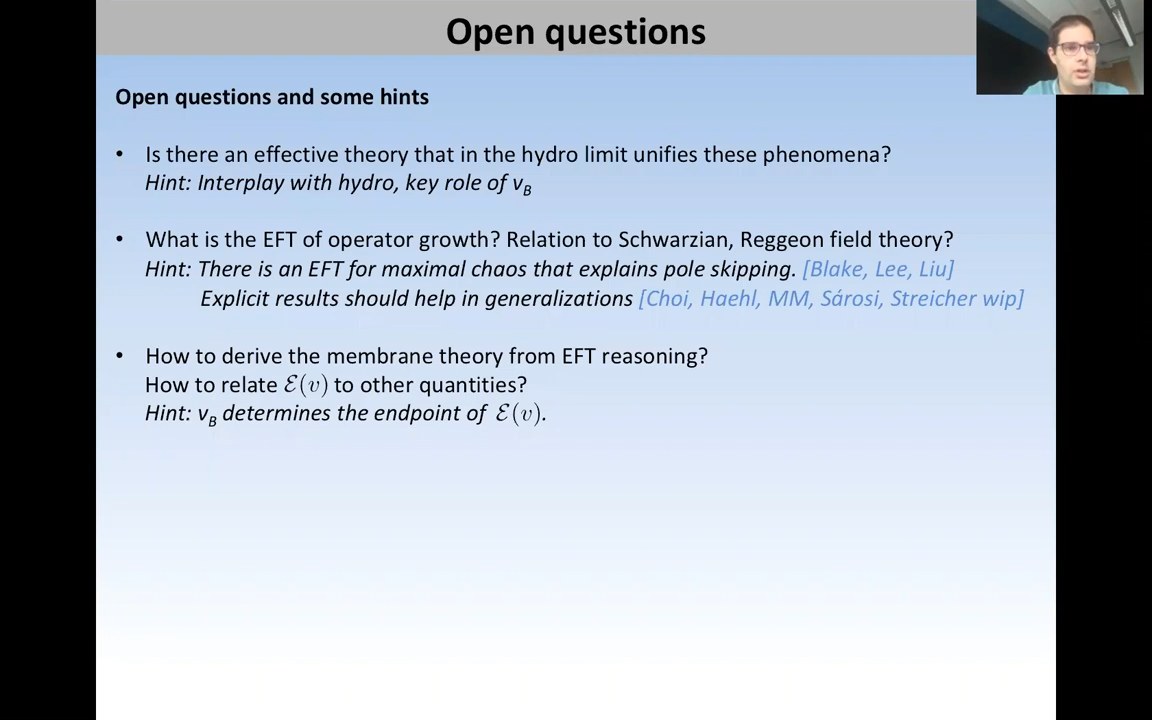 Open questions
Open questions and some hints
• Is there an effective theory that in the hydro limit unifies these phenomena?
Hint: Interplay with hydro, key role of v_B
• What is the EFT of operator growth? Relation to Schwarzian, Reggeon field theory?
Hint: There is an EFT for maximal chaos that explains pole skipping. [Blake, Lee, Liu]
Explicit results should help in generalizations [Choi, Haehl, MM, Sárosi, Streicher wip]
• How to derive the membrane theory from EFT reasoning?
How to relate ℰ(v) to other quantities?
Hint: v_B determines the endpoint of ℰ(v).